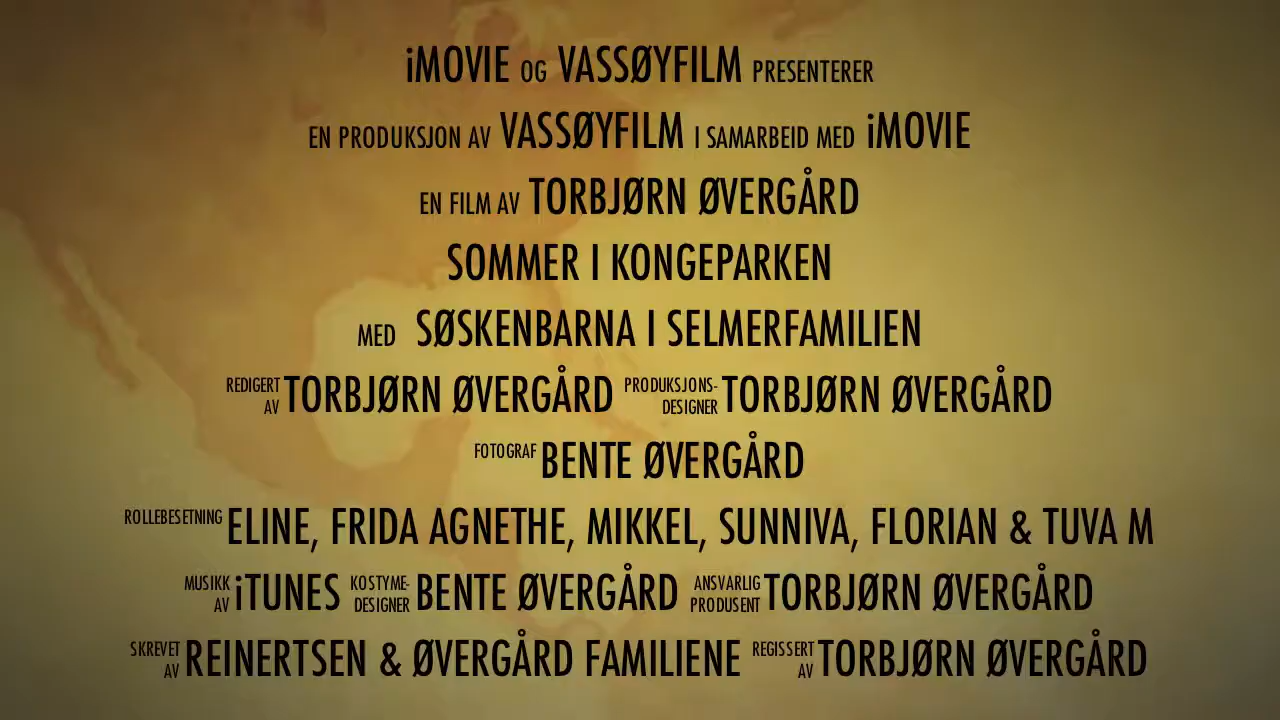 iMOVIE OG VASSØYFILM PRESENTERER
EN PRODUKSJON AV VASSØYFILM I SAMARBEID MED iMOVIE
EN FILM AV TORBJØRN ØVERGÅRD
SOMMER I KONGEPARKEN
MED SØSKENBARNA I SELMERFAMILIEN
REDIGERT AV TORBJØRN ØVERGÅRD PRODUKSJONS-DESIGNER TORBJØRN ØVERGÅRD
FOTOGRAF BENTE ØVERGÅRD
ROLLEBESETNING ELINE, FRIDA AGNETHE, MIKKEL, SUNNIVA, FLORIAN & TUVA M
MUSIKK AV iTUNES KOSTYME-DESIGNER BENTE ØVERGÅRD ANSVARLIG PRODUSENT TORBJØRN ØVERGÅRD
SKREVET AV REINERTSEN & ØVERGÅRD FAMILIENE REGISSERT AV TORBJØRN ØVERGÅRD